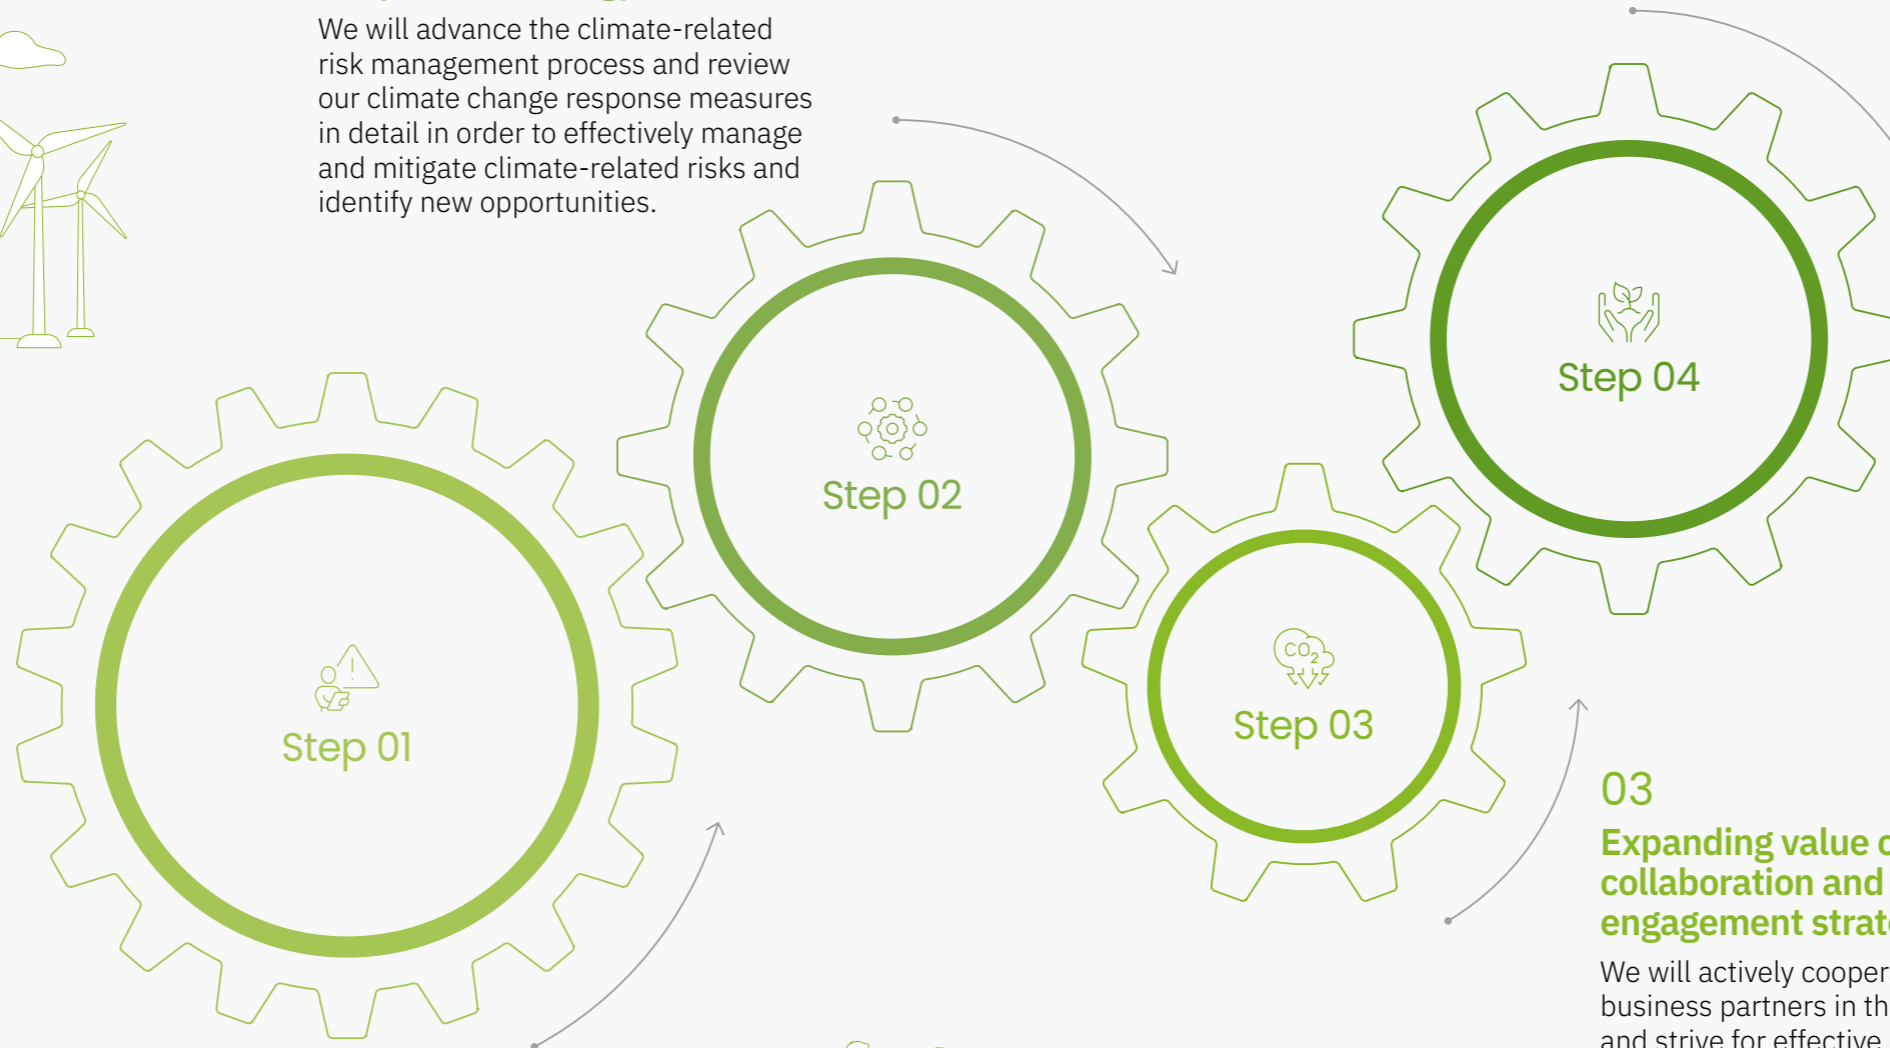 We will advance the climate-related
risk management process and review
our climate change response measures
in detail in order to effectively manage
and mitigate climate-related risks and
identify new opportunities.
Step 01
Step 02
CO2
Step 03
Step 04
03
Expanding value
collaboration and
engagement
We will actively
business partners in
and strive for effective